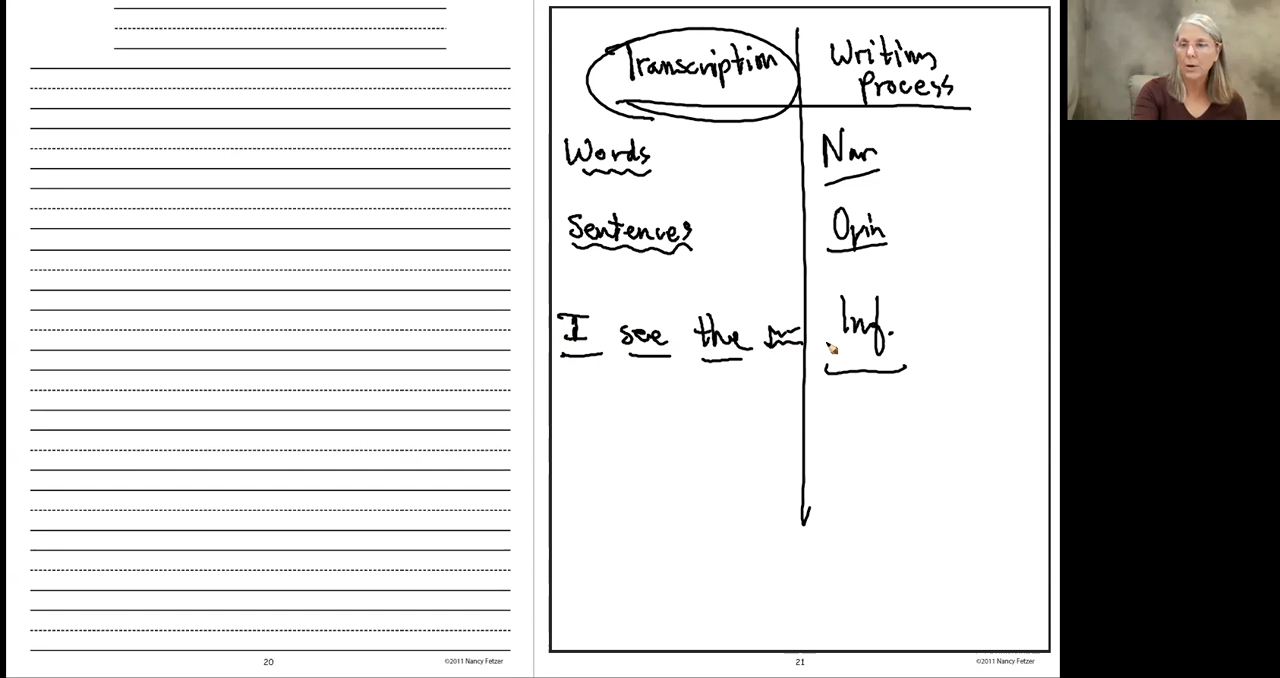 20
©2011 Nancy Fetzer
Transcription
Writing
Process
Words
Nar
Sentences
Opin
I see the
Inf.
21
©2011 Nancy Fetzer